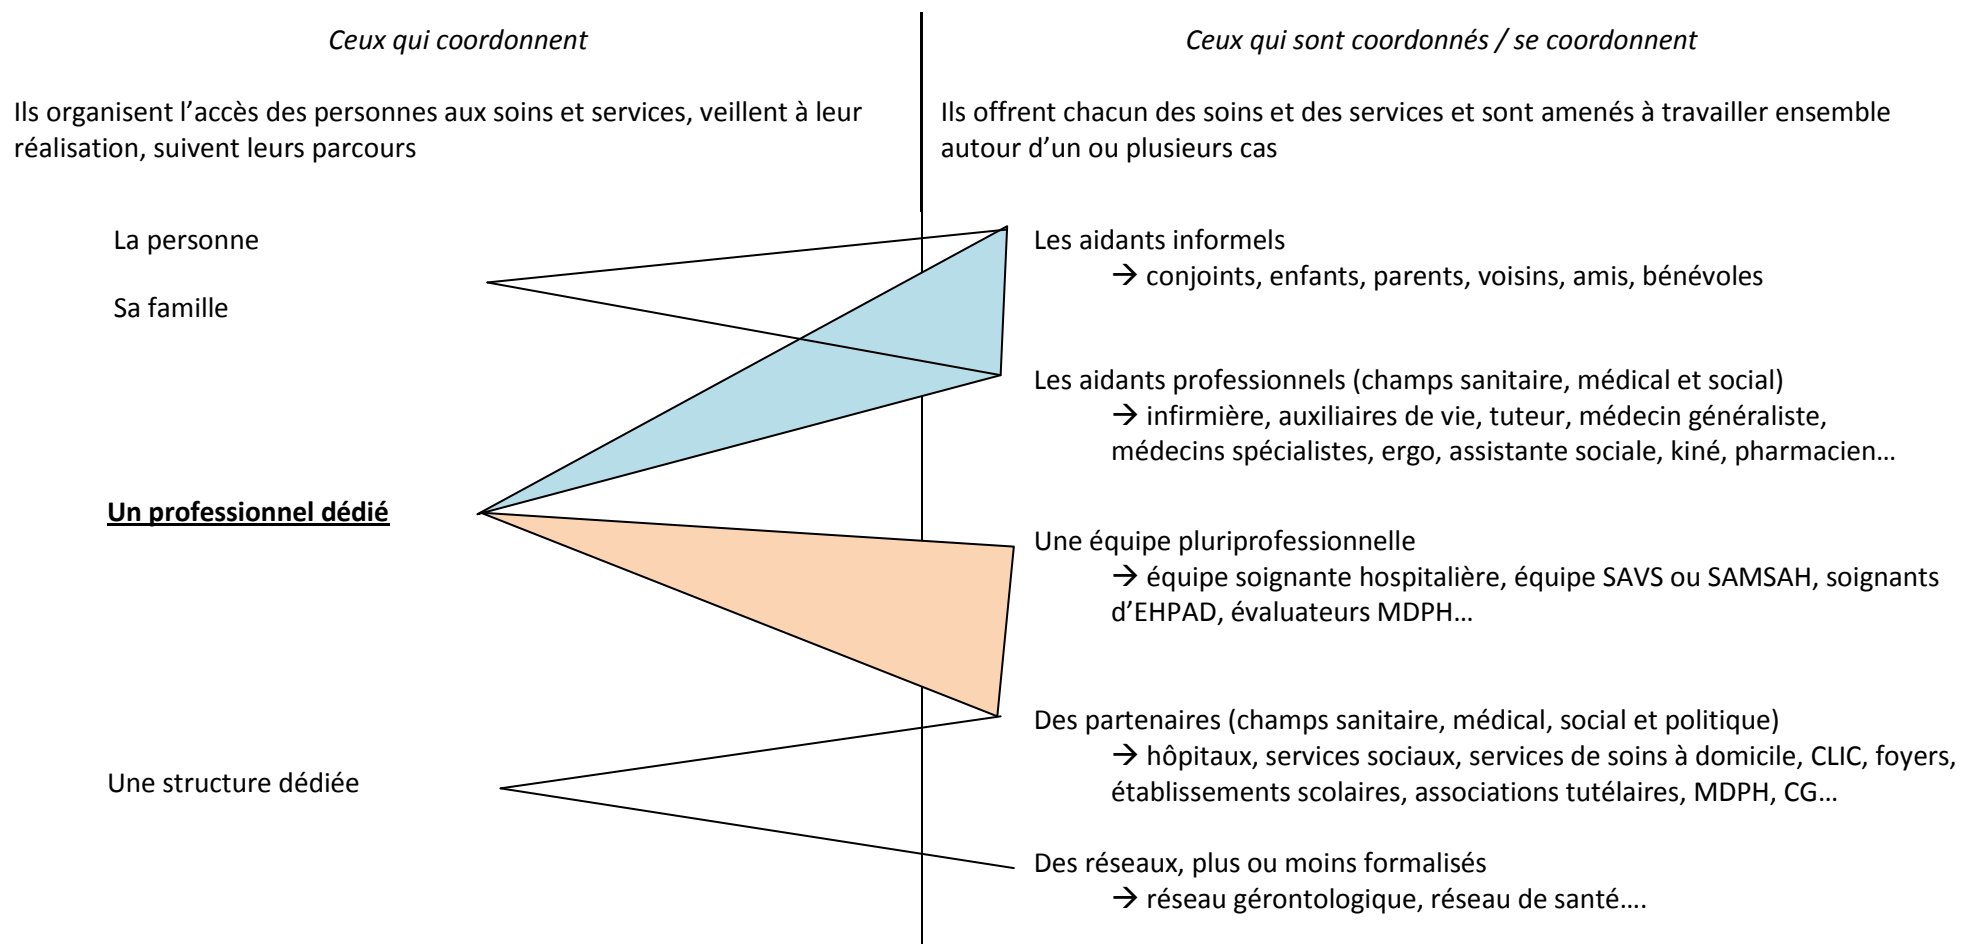 Ceux qui coordonnent
Ils organisent l’accès des personnes aux soins et services, veillent à leur
réalisation, suivent leurs parcours
La personne
Sa famille
Un professionnel dédié
Une structure dédiée
Ceux qui sont coordonnés / se coordonnent
Ils offrent chacun des soins et des services et sont amenés à travailler ensemble
autour d’un ou plusieurs cas
Les aidants informels
→ conjoints, enfants, parents, voisins, amis, bénévoles
Les aidants professionnels (champs sanitaire, médical et social)
→ infirmière, auxiliaires de vie, tuteur, médecin généraliste,
médecins spécialistes, ergo, assistante sociale, kiné, pharmacien…
Une équipe pluriprofessionnelle
→ équipe soignante hospitalière, équipe SAVS ou SAMSAH, soignants
d’EHPAD, évaluateurs MDPH…
Des partenaires (champs sanitaire, médical, social et politique)
→ hôpitaux, services sociaux, services de soins à domicile, CLIC, foyers,
établissements scolaires, associations tutélaires, MDPH, CG…
Des réseaux, plus ou moins formalisés
→ réseau gérontologique, réseau de santé….